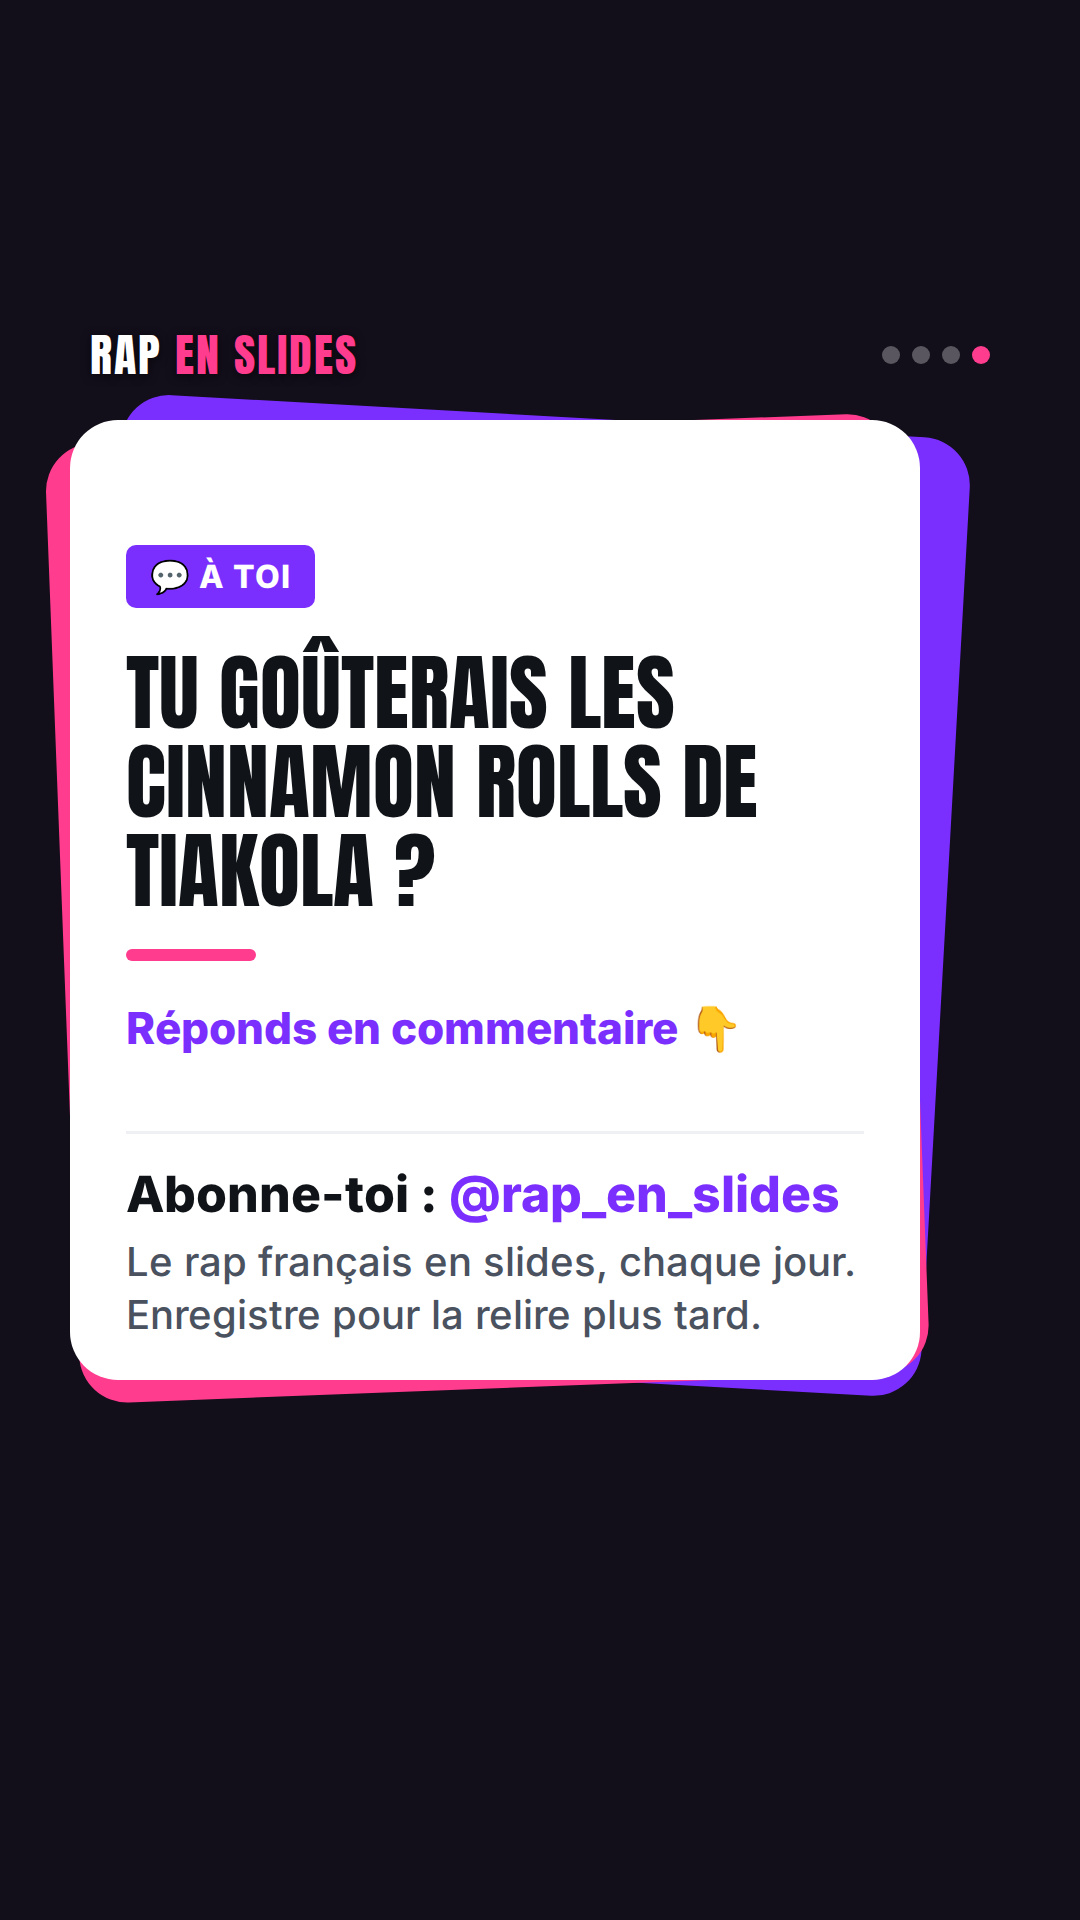 RAP EN SLIDES
💬 À TOI
TU GOÛTERAIS LES
CINNAMON ROLLS DE
TIAKOLA ?
Réponds en commentaire 👇
Abonne-toi : @rap_en_slides
Le rap français en slides, chaque jour.
Enregistre pour la relire plus tard.